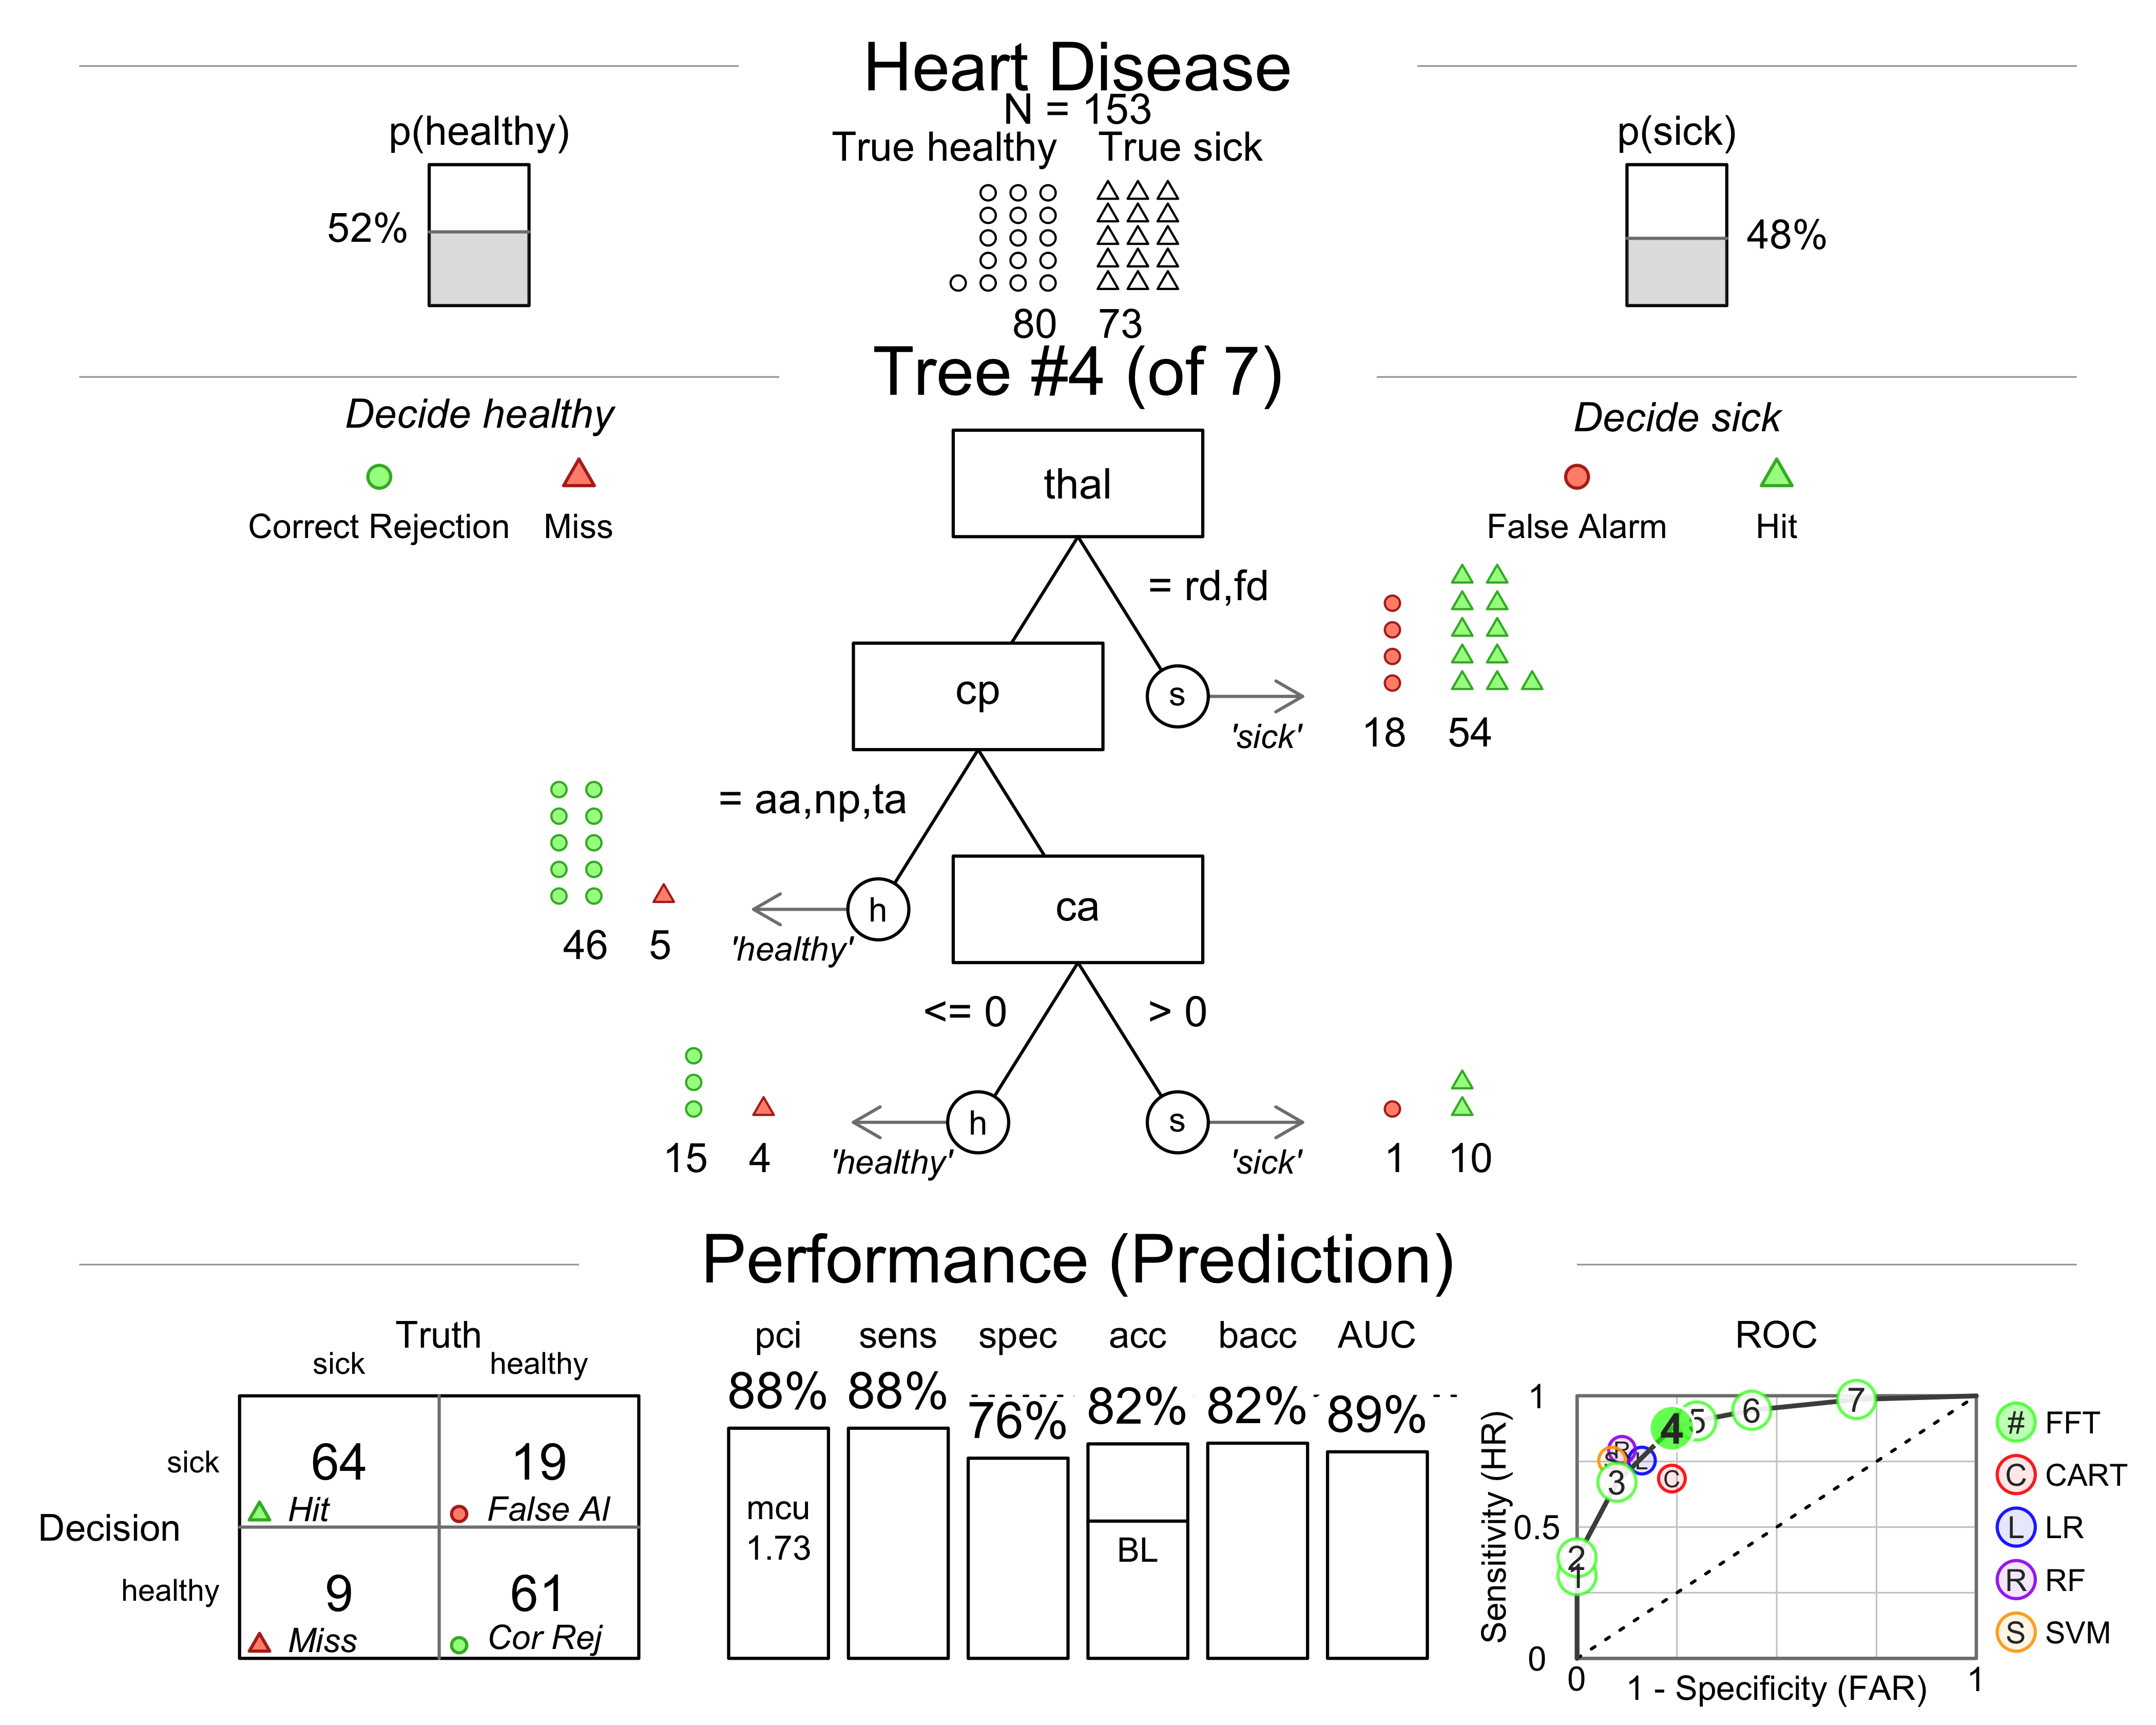 Heart Disease
N = 153
p(healthy)
52%
True healthy
True sick
80
73
p(sick)
48%
Tree #4 (of 7)
Decide healthy
Correct Rejection
Miss
Decide sick
False Alarm
Hit
thal
= rd,fd
cp
s
'sick'
18
54
= aa,np,ta
46
5
'healthy'
h
ca
<= 0
> 0
15
4
'healthy'
h
s
'sick'
1
10
Performance (Prediction)
Truth
sick
healthy
Decision
sick
64
Hit
19
False Al
healthy
9
Miss
61
Cor Rej
pci
sens
spec
acc
bacc
AUC
88%
88%
76%
82%
82%
89%
mcu
1.73
BL
ROC
Sensitivity (HR)
1
0.5
0
0
1
1 - Specificity (FAR)
1
2
3
4
5
6
7
S
R
L
C
# FFT
C CART
L LR
R RF
S SVM